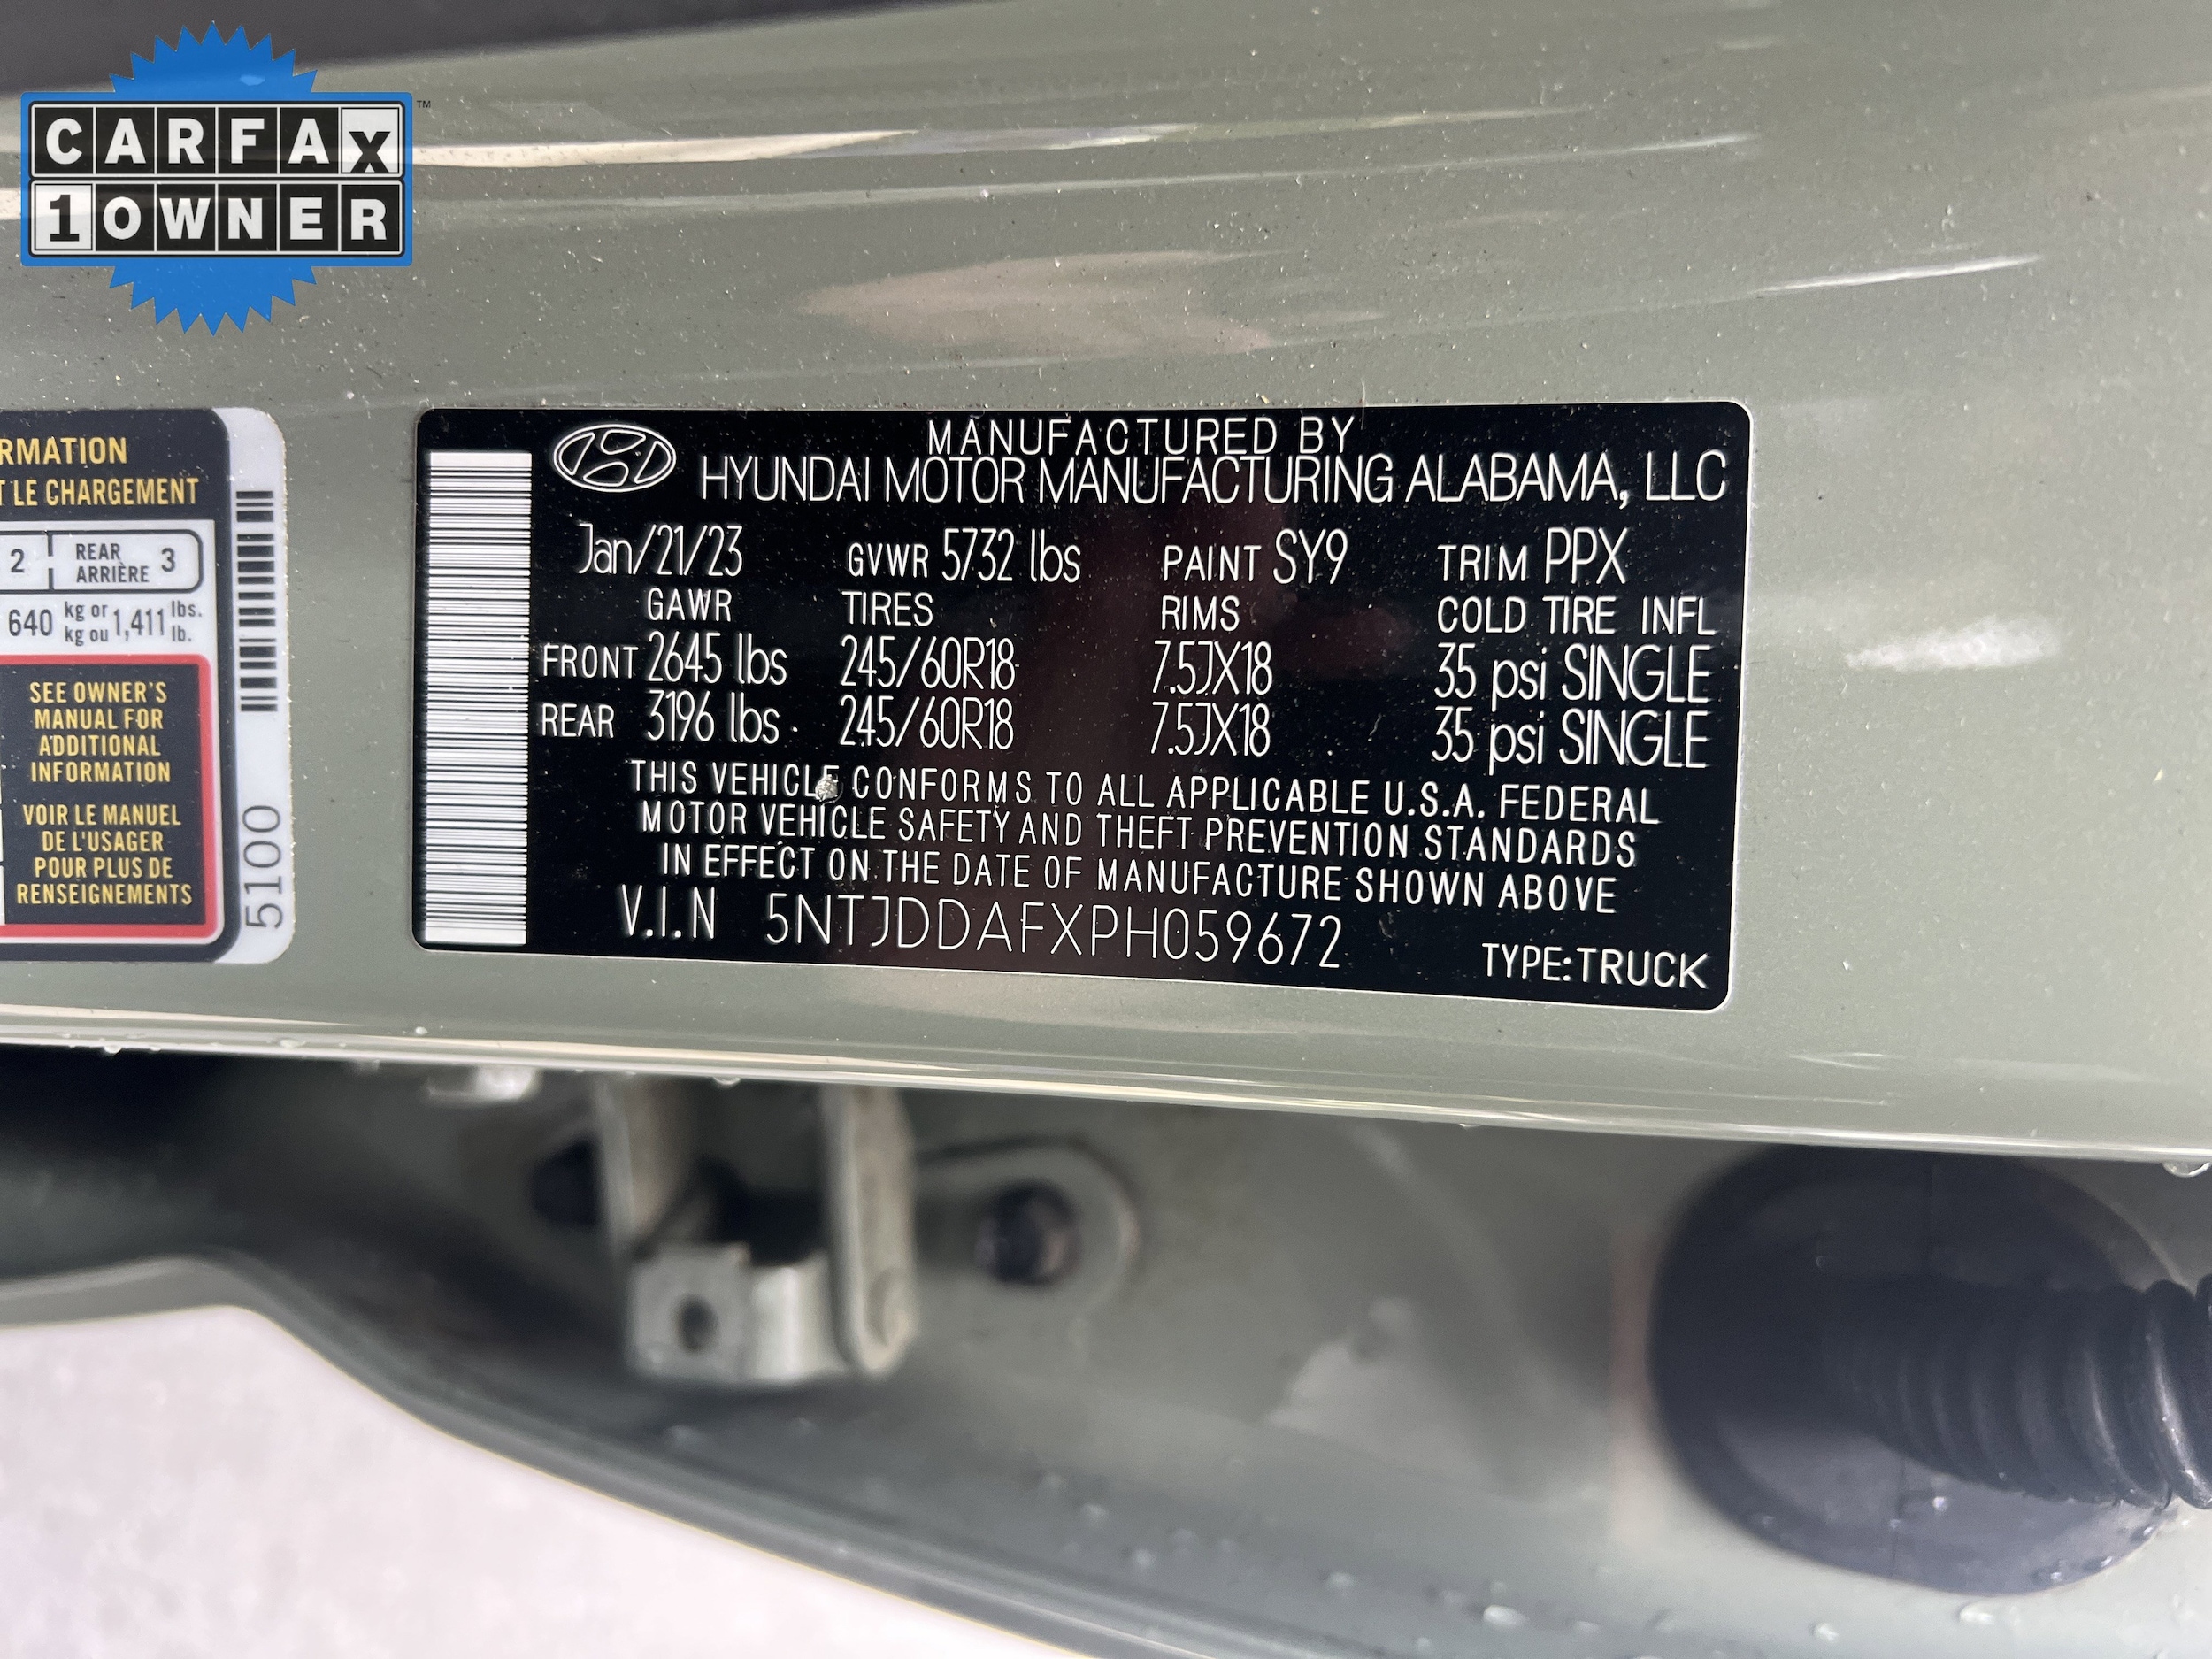 CARFAX™
1 OWNER
RMATION
T LE CHARGEMENT
2 REAR ARRIÈRE 3
640 kg or kg ou 1,411 lbs. lb.
SEE OWNER'S
MANUAL FOR
ADDITIONAL
INFORMATION
VOIR LE MANUEL
DE L'USAGER
POUR PLUS DE
RENSEIGNEMENTS
5100
MANUFACTURED BY
HYUNDAI MOTOR MANUFACTURING ALABAMA, LLC
Jan/21/23 GVWR 5732 lbs PAINT SY9 TRIM PPX
GAWR TIRES RIMS COLD TIRE INFL
FRONT 2645 lbs 245/60R18 7.5JX18 35 psi SINGLE
REAR 3196 lbs 245/60R18 7.5JX18 35 psi SINGLE
THIS VEHICLE CONFORMS TO ALL APPLICABLE U.S.A. FEDERAL
MOTOR VEHICLE SAFETY AND THEFT PREVENTION STANDARDS
IN EFFECT ON THE DATE OF MANUFACTURE SHOWN ABOVE
V.I.N 5NTJDDAFXPH059672
TYPE:TRUCK